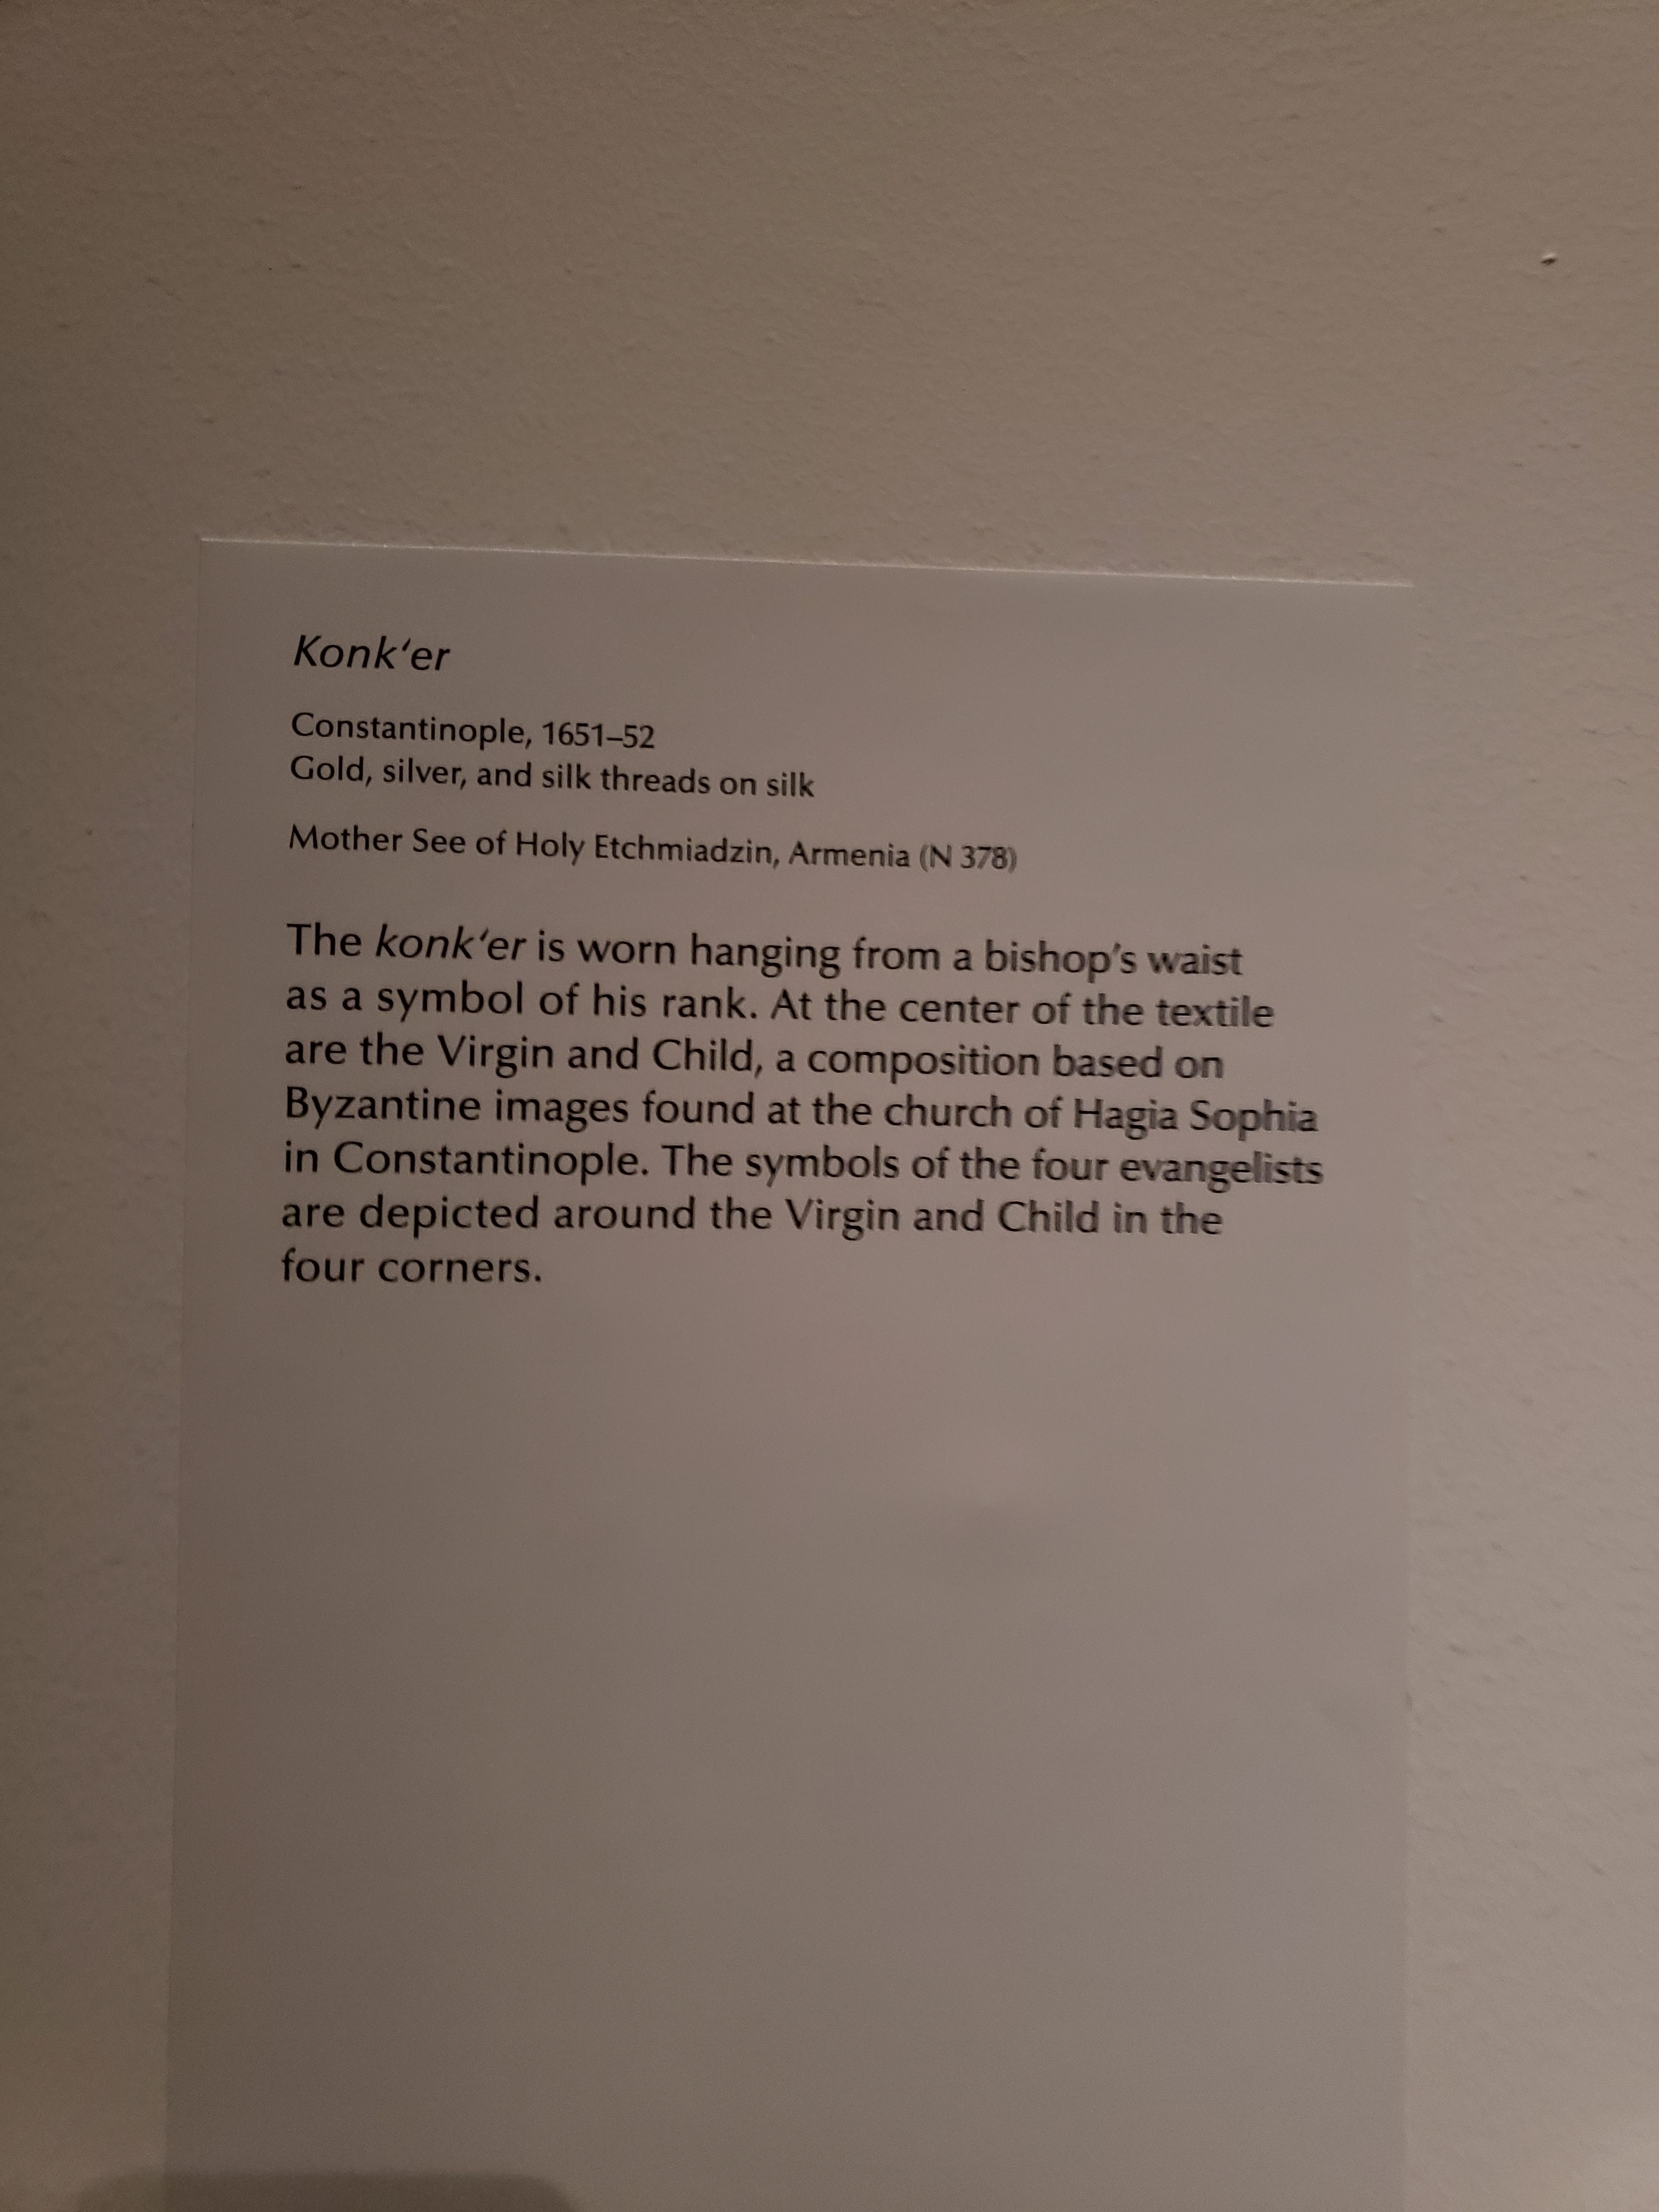 Konk‘er
Constantinople, 1651–52
Gold, silver, and silk threads on silk
Mother See of Holy Etchmiadzin, Armenia (N 378)
The konk‘er is worn hanging from a bishop’s waist
as a symbol of his rank. At the center of the textile
are the Virgin and Child, a composition based on
Byzantine images found at the church of Hagia Sophia
in Constantinople. The symbols of the four evangelists
are depicted around the Virgin and Child in the
four corners.